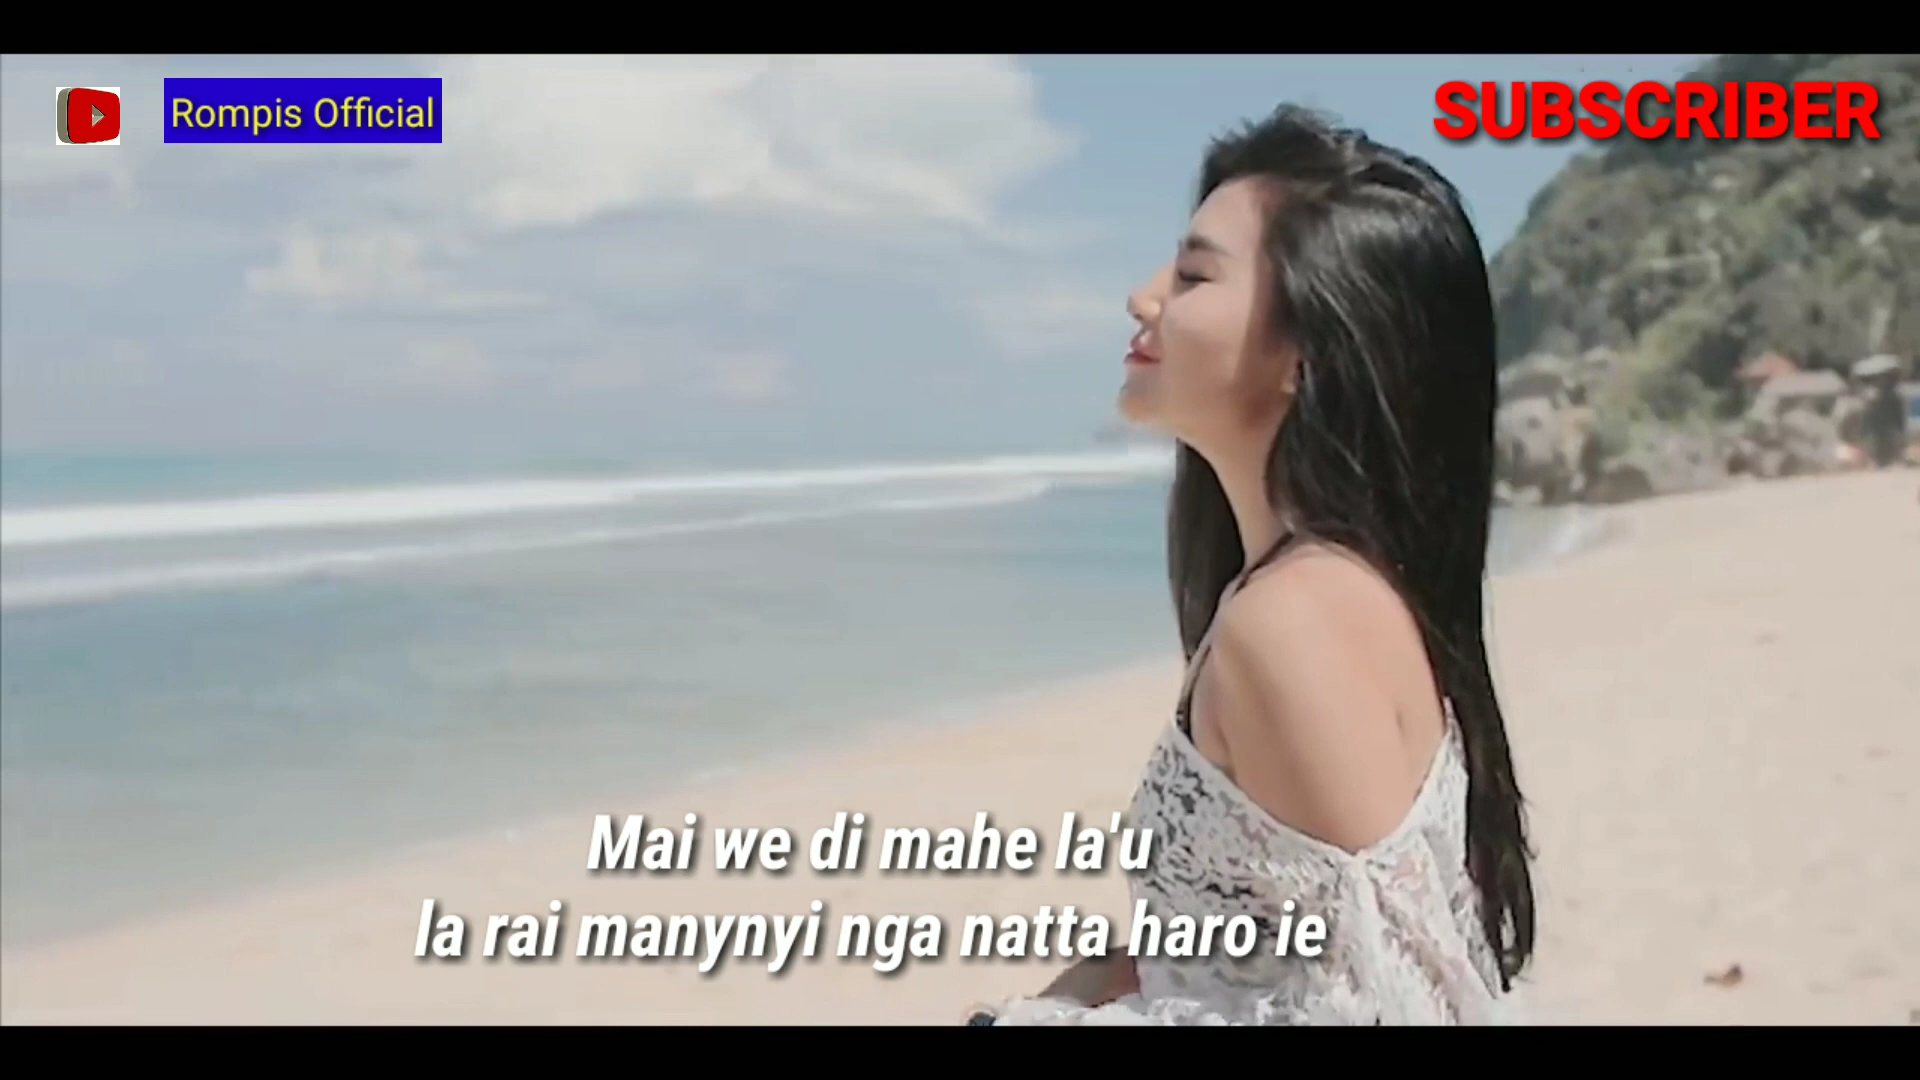 Rompis Official
SUBSCRIBER
Mai we di mahe la'u
la rai manynyi nga natta haro ie